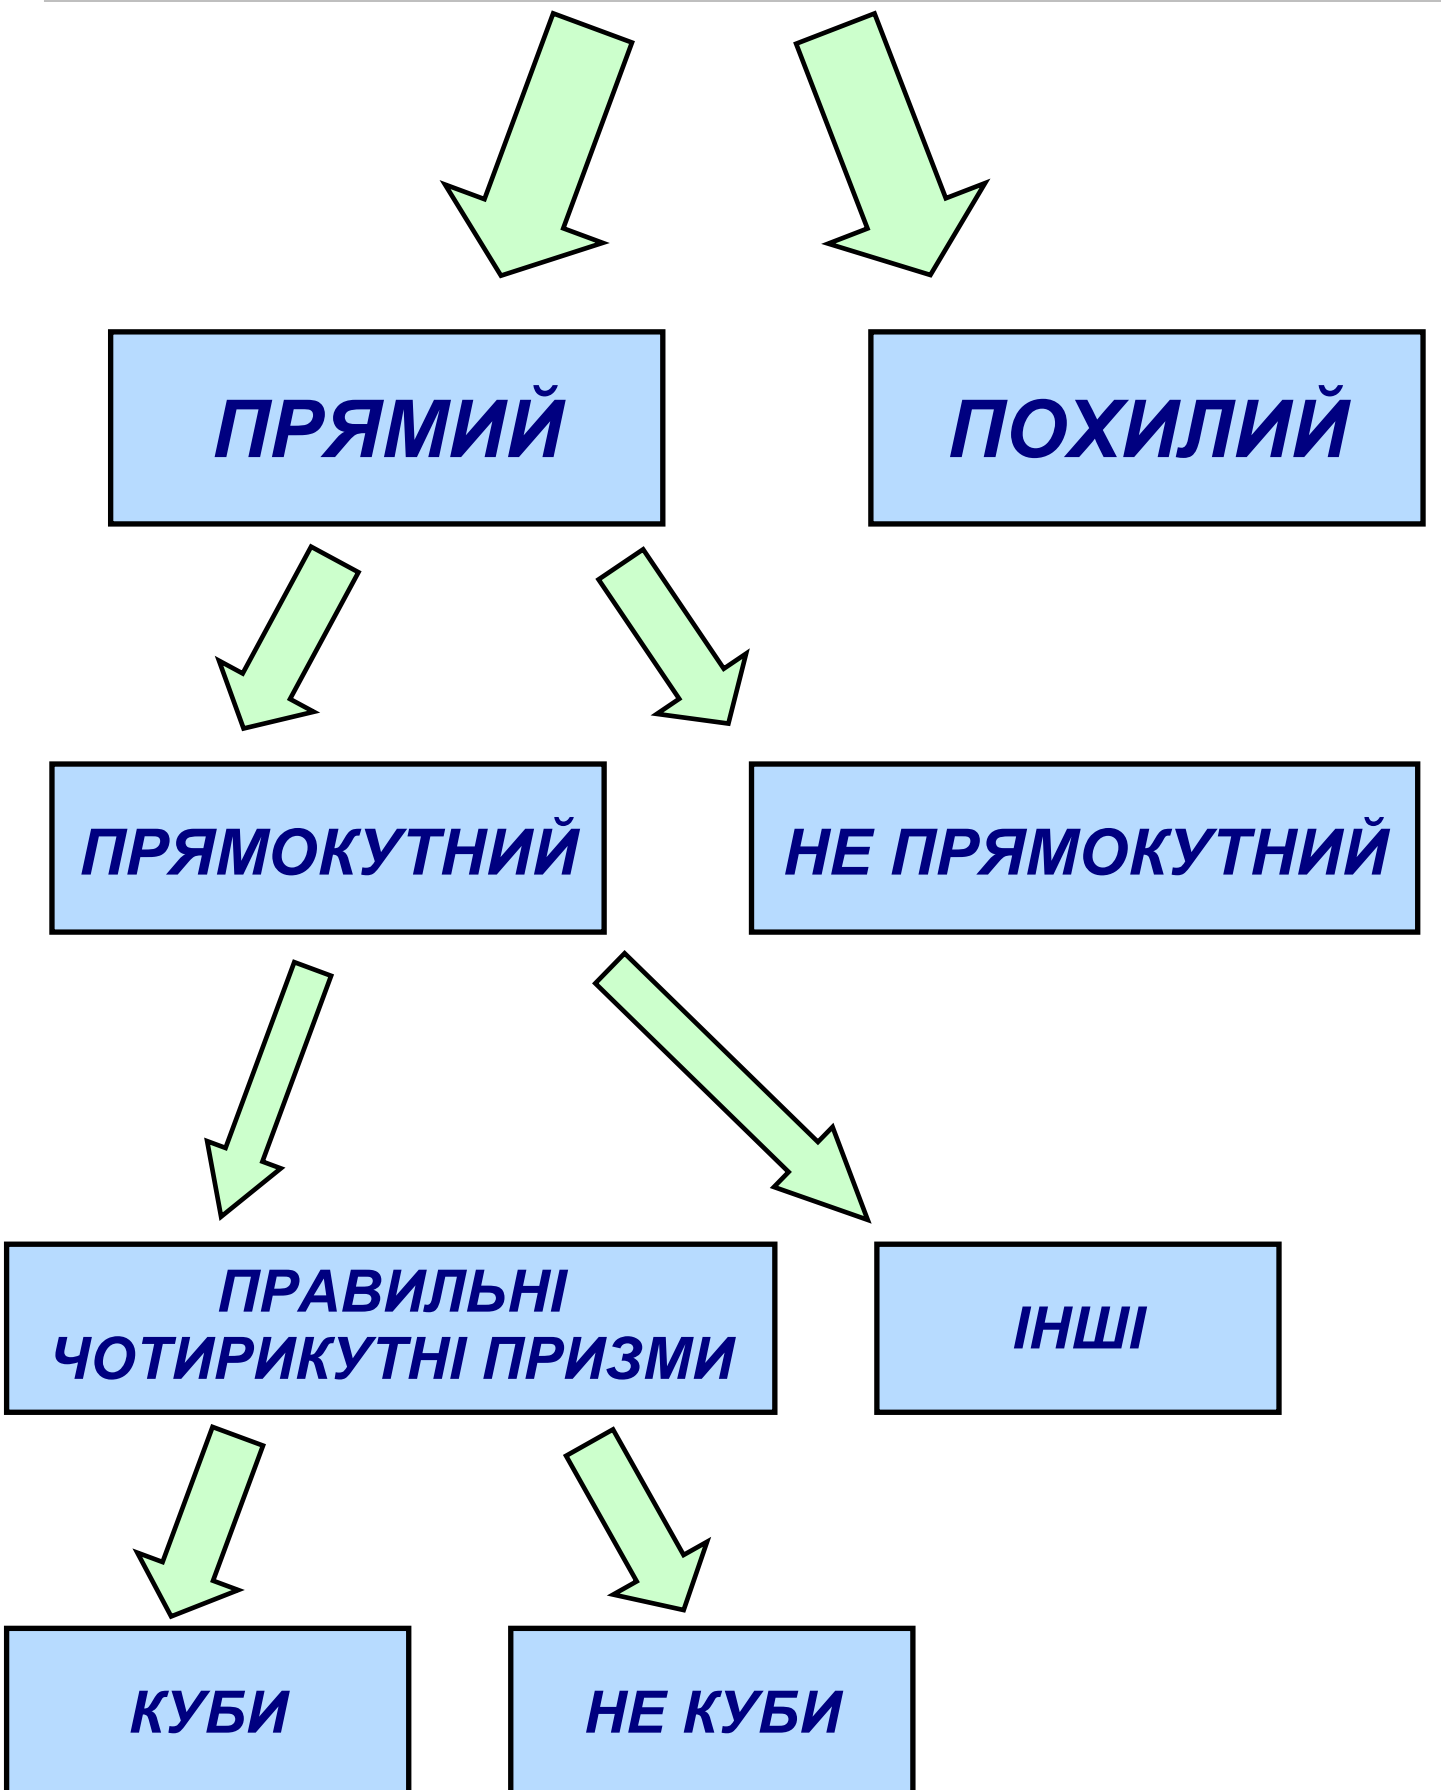 ПРЯМИЙ
ПОХИЛИЙ
ПРЯМОКУТНИЙ
НЕ ПРЯМОКУТНИЙ
ПРАВИЛЬНІ
ЧОТИРИКУТНІ ПРИЗМИ
ІНШІ
КУБИ
НЕ КУБИ